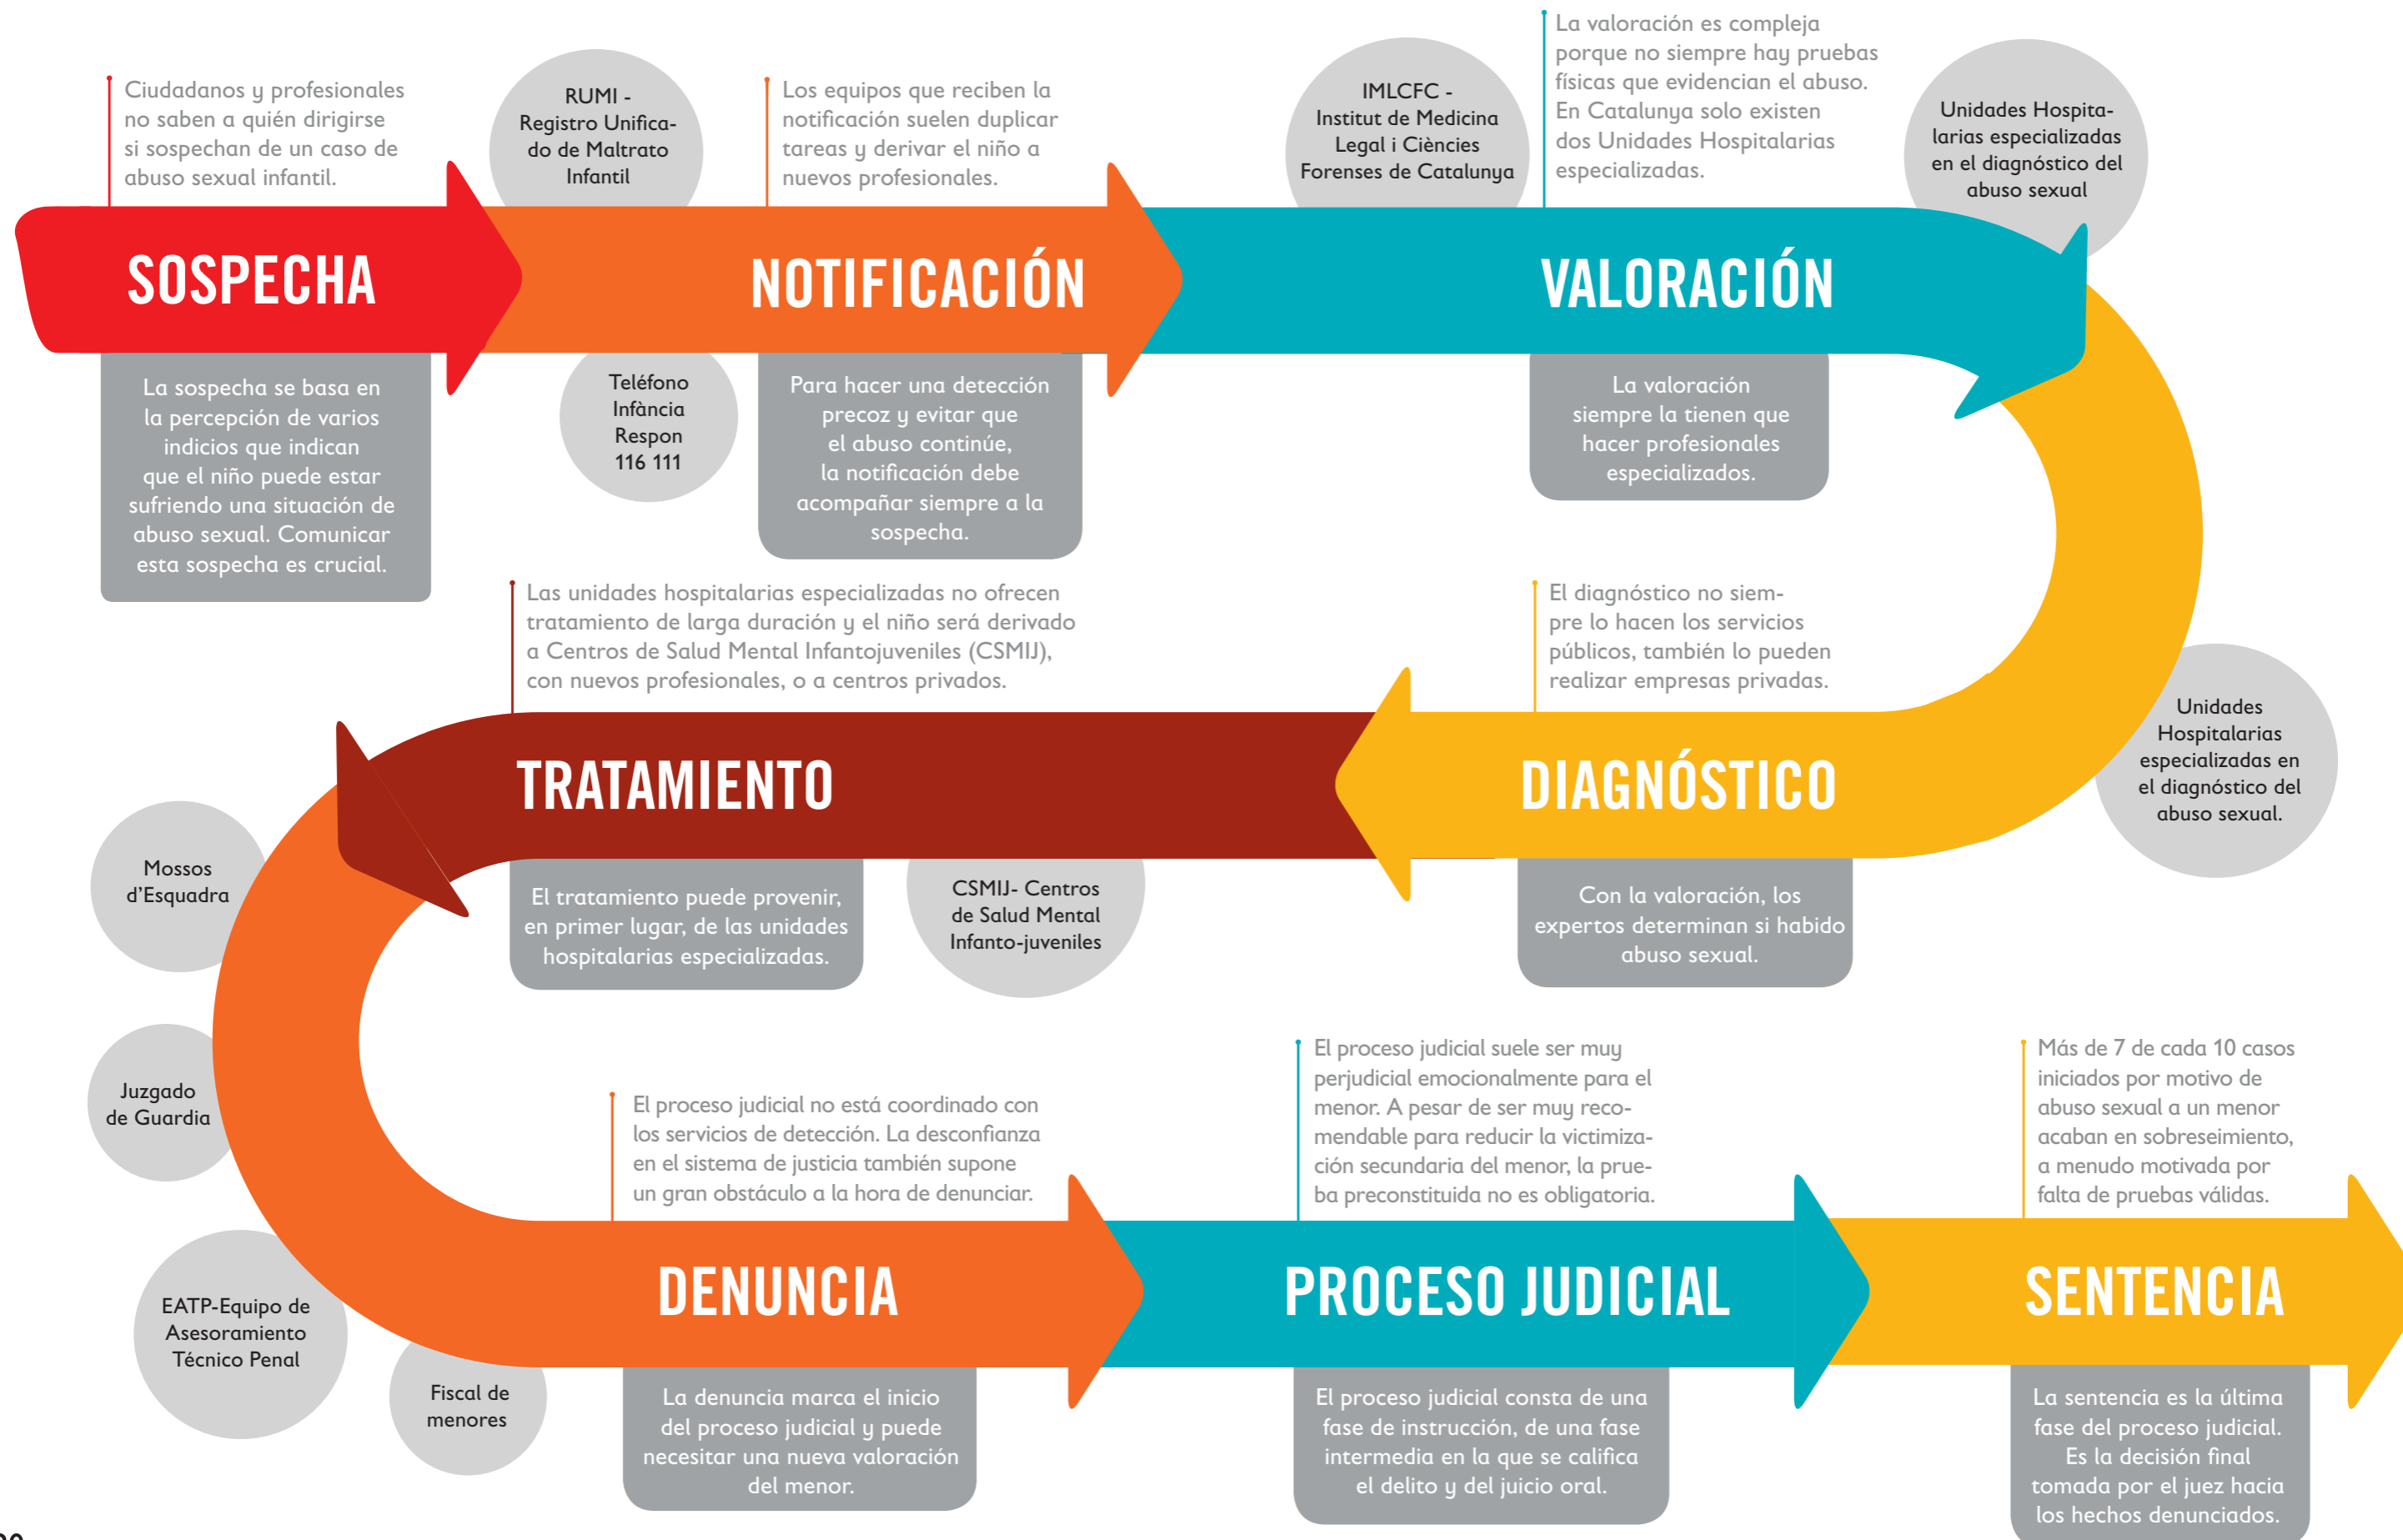 Ciudadanos y profesionales
no saben a quién dirigirse
si sospechan de un caso de
abuso sexual infantil.
RUMI -
Registro Unifica-
do de Maltrato
Infantil
Los equipos que reciben la
notificación suelen duplicar
tareas y derivar el niño a
nuevos profesionales.
IMLCFC -
Institut de Medicina
Legal i Ciències
Forenses de Catalunya
La valoración es compleja
porque no siempre hay pruebas
físicas que evidencian el abuso.
En Catalunya solo existen
dos Unidades Hospitalarias
especializadas.
Unidades Hospita-
larias especializadas
en el diagnóstico del
abuso sexual
SOSPECHA
NOTIFICACIÓN
VALORACIÓN
La sospecha se basa en
la percepción de varios
indicios que indican
que el niño puede estar
sufriendo una situación de
abuso sexual. Comunicar
esta sospecha es crucial.
Teléfono
Infància
Respon
116 111
Para hacer una detección
precoz y evitar que
el abuso continúe,
la notificación debe
acompañar siempre a la
sospecha.
La valoración
siempre la tienen que
hacer profesionales
especializados.
Las unidades hospitalarias especializadas no ofrecen
tratamiento de larga duración y el niño será derivado
a Centros de Salud Mental Infantojuveniles (CSMIJ),
con nuevos profesionales, o a centros privados.
El diagnóstico no siem-
pre lo hacen los servicios
públicos, también lo pueden
realizar empresas privadas.
Unidades
Hospitalarias
especializadas en
el diagnóstico del
abuso sexual.
TRATAMIENTO
DIAGNÓSTICO
El tratamiento puede provenir,
en primer lugar, de las unidades
hospitalarias especializadas.
CSMIJ- Centros
de Salud Mental
Infanto-juveniles
Con la valoración, los
expertos determinan si habido
abuso sexual.
Mossos
d'Esquadra
Juzgado
de Guardia
EATP-Equipo de
Asesoramiento
Técnico Penal
Fiscal de
menores
El proceso judicial no está coordinado con
los servicios de detección. La desconfianza
en el sistema de justicia también supone
un gran obstáculo a la hora de denunciar.
El proceso judicial suele ser muy
perjudicial emocionalmente para el
menor. A pesar de ser muy reco-
mendable para reducir la victimiza-
ción secundaria del menor, la prue-
ba preconstituida no es obligatoria.
Más de 7 de cada 10 casos
iniciados por motivo de
abuso sexual a un menor
acaban en sobreseimiento,
a menudo motivada por
falta de pruebas válidas.
DENUNCIA
PROCESO JUDICIAL
SENTENCIA
La denuncia marca el inicio
del proceso judicial y puede
necesitar una nueva valoración
del menor.
El proceso judicial consta de una
fase de instrucción, de una fase
intermedia en la que se califica
el delito y del juicio oral.
La sentencia es la última
fase del proceso judicial.
Es la decisión final
tomada por el juez hacia
los hechos denunciados.